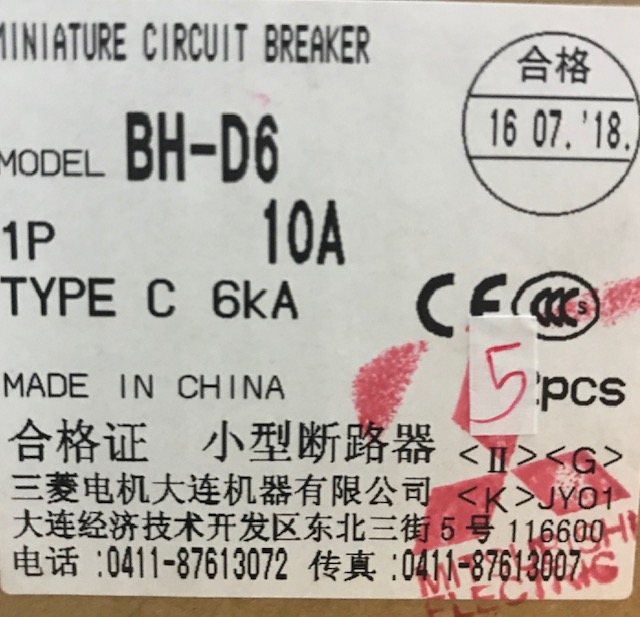 MINIATURE CIRCUIT BREAKER
合格
16 07.'18.
MODEL BH-D6
1P 10A
TYPE C 6kA
CE CCC S
MADE IN CHINA
5 pcs
合格证 小型断路器 <II><G>
三菱电机大连机器有限公司 <K>JY01
大连经济技术开发区东北三街5号 116600
电话:0411-87613072 传真:0411-87613007
MITSUBISHI
ELECTRIC